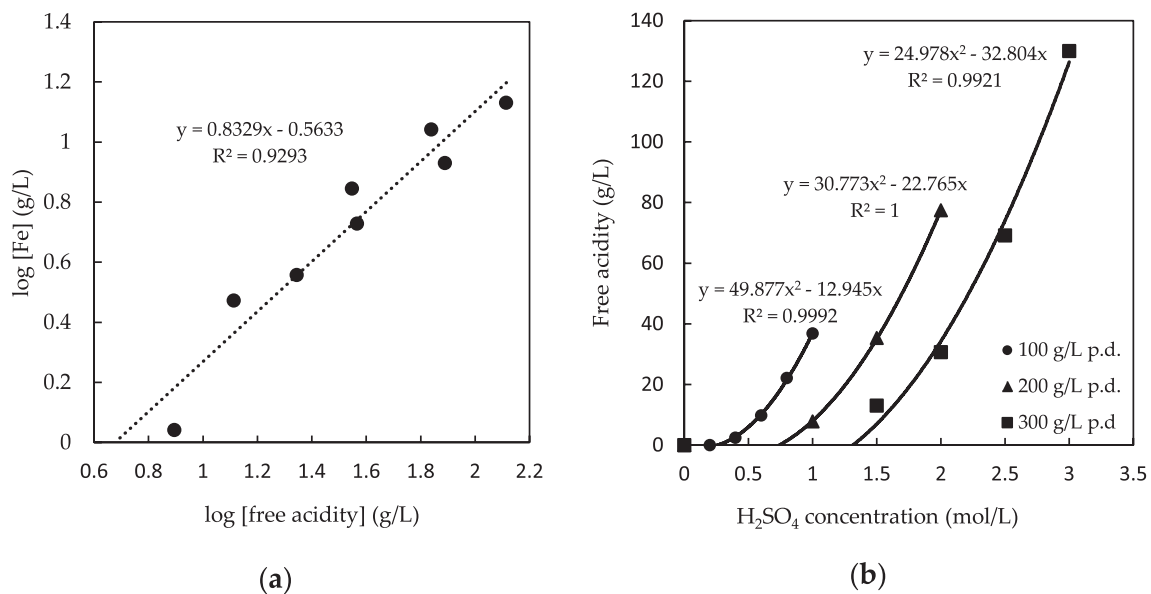 1.4
1.2
1
0.8
0.6
0.4
0.2
0
0.6
0.8
1
1.2
1.4
1.6
1.8
2
2.2
log [Fe] (g/L)
log [free acidity] (g/L)
y = 0.8329x - 0.5633
R² = 0.9293
(a)
140
120
100
80
60
40
20
0
0
0.5
1
1.5
2
2.5
3
3.5
Free acidity (g/L)
H₂SO₄ concentration (mol/L)
y = 24.978x² - 32.804x
R² = 0.9921
y = 30.773x² - 22.765x
R² = 1
y = 49.877x² - 12.945x
R² = 0.9992
100 g/L p.d.
200 g/L p.d.
300 g/L p.d
(b)